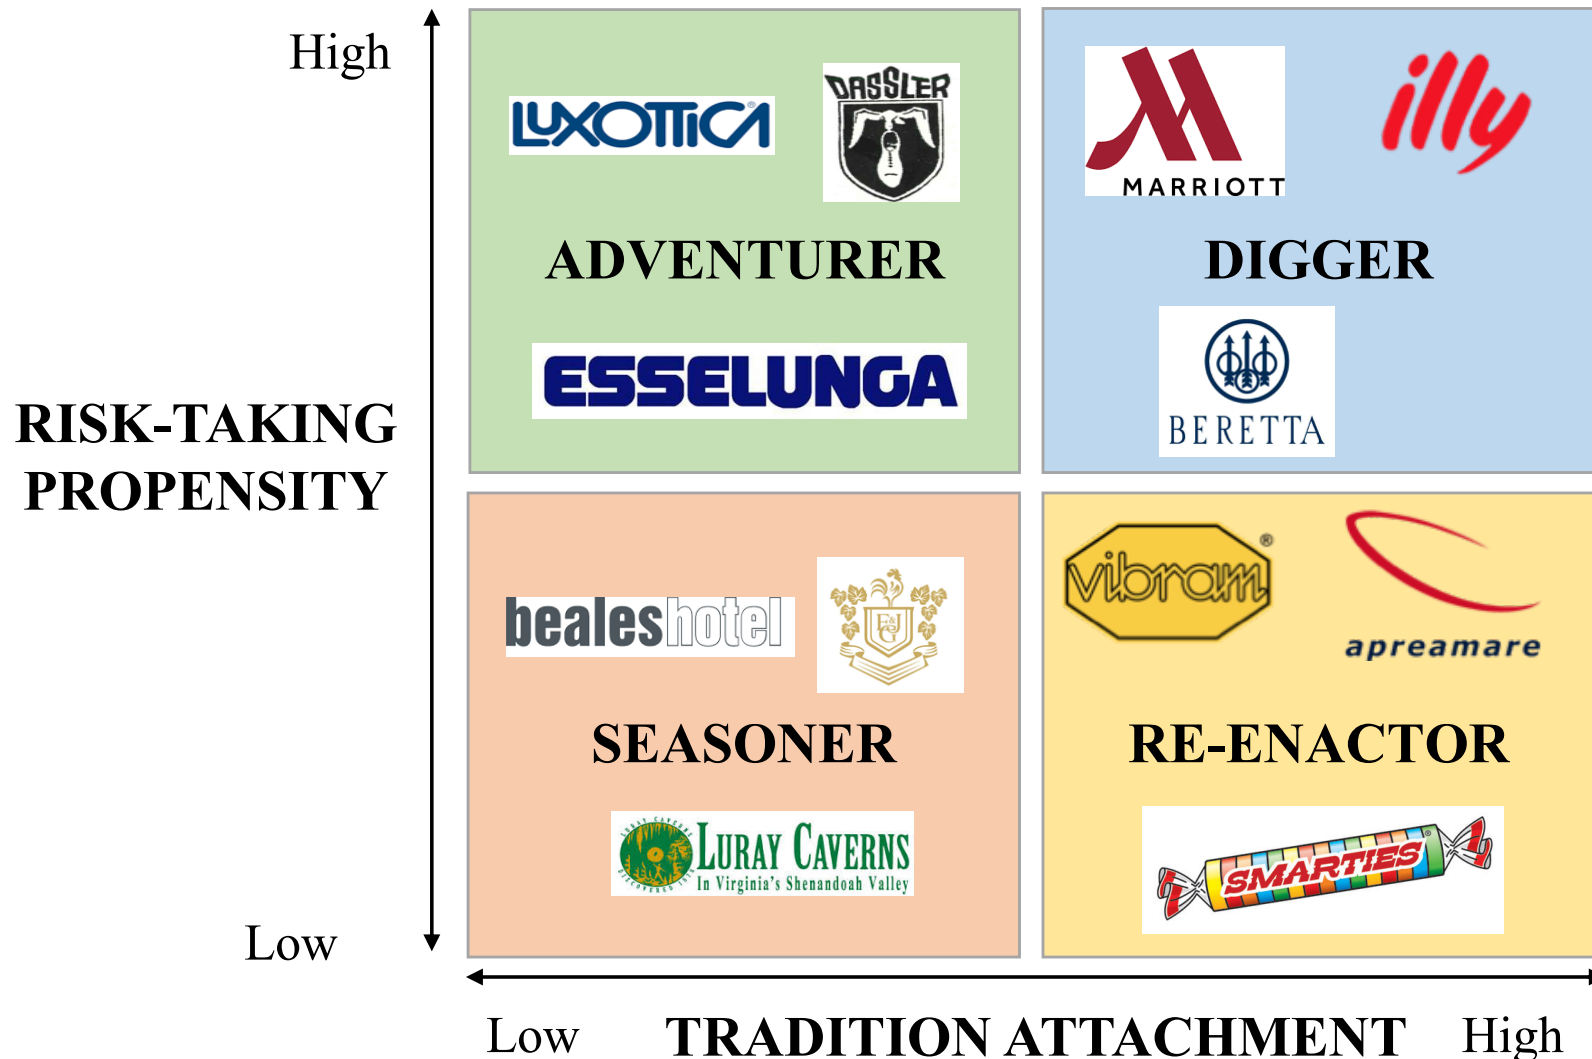 High
LUXOTTICA
DASSLER
MARRIOTT
illy
ADVENTURER
DIGGER
ESSELUNGA
BERETTA
RISK-TAKING
PROPENSITY
vibram®
apreamare
bealeshotel
E&J
G
SEASONER
RE-ENACTOR
LURAY CAVERNS
In Virginia's Shenandoah Valley
SMARTIES®
Low
Low
TRADITION ATTACHMENT
High